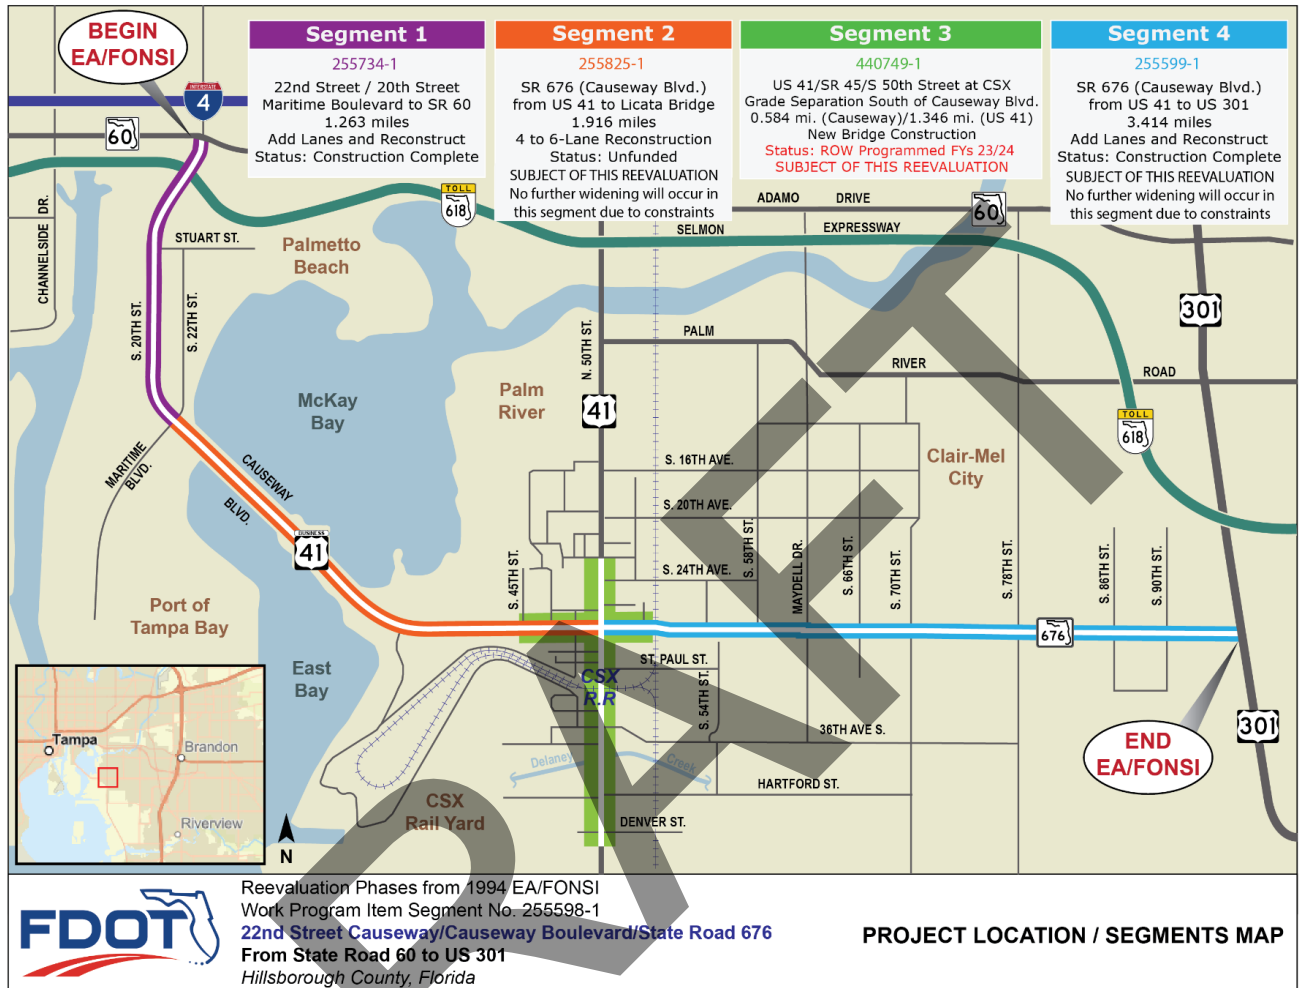 BEGIN
EA/FONSI
Segment 1
255734-1
22nd Street / 20th Street
Maritime Boulevard to SR 60
1.263 miles
Add Lanes and Reconstruct
Status: Construction Complete
Segment 2
255825-1
SR 676 (Causeway Blvd.)
from US 41 to Licata Bridge
1.916 miles
4 to 6-Lane Reconstruction
Status: Unfunded
SUBJECT OF THIS REEVALUATION
No further widening will occur in
this segment due to constraints
Segment 3
440749-1
US 41/SR 45/S 50th Street at CSX
Grade Separation South of Causeway Blvd.
0.584 mi. (Causeway)/1.346 mi. (US 41)
New Bridge Construction
Status: ROW Programmed FYs 23/24
SUBJECT OF THIS REEVALUATION
Segment 4
255599-1
SR 676 (Causeway Blvd.)
from US 41 to US 301
3.414 miles
Add Lanes and Reconstruct
Status: Construction Complete
SUBJECT OF THIS REEVALUATION
No further widening will occur in
this segment due to constraints
INTERSTATE
4
60
TOLL
618
ADAMO DRIVE
60
SELMON EXPRESSWAY
CHANNELSIDE DR.
STUART ST.
Palmetto
Beach
S. 20TH ST.
S. 22TH ST.
301
N. 50TH ST.
PALM RIVER ROAD
McKay
Bay
Palm
River
41
TOLL
618
MARITIME
BLVD.
CAUSEWAY
BLVD.
BUSINESS
41
S. 16TH AVE.
Clair-Mel
City
S. 20TH AVE.
S. 24TH AVE.
S. 45TH ST.
S. 58TH ST.
MAYDELL DR.
S. 66TH ST.
S. 70TH ST.
S. 78TH ST.
S. 86TH ST.
S. 90TH ST.
Port of
Tampa Bay
676
East
Bay
ST. PAUL ST.
CSX
R.R
S. 54TH ST.
36TH AVE S.
301
END
EA/FONSI
Delaney Creek
HARTFORD ST.
CSX
Rail Yard
DENVER ST.
Tampa
Brandon
Riverview
N
DRAFT
FDOT
Reevaluation Phases from 1994 EA/FONSI
Work Program Item Segment No. 255598-1
22nd Street Causeway/Causeway Boulevard/State Road 676
From State Road 60 to US 301
Hillsborough County, Florida
PROJECT LOCATION / SEGMENTS MAP